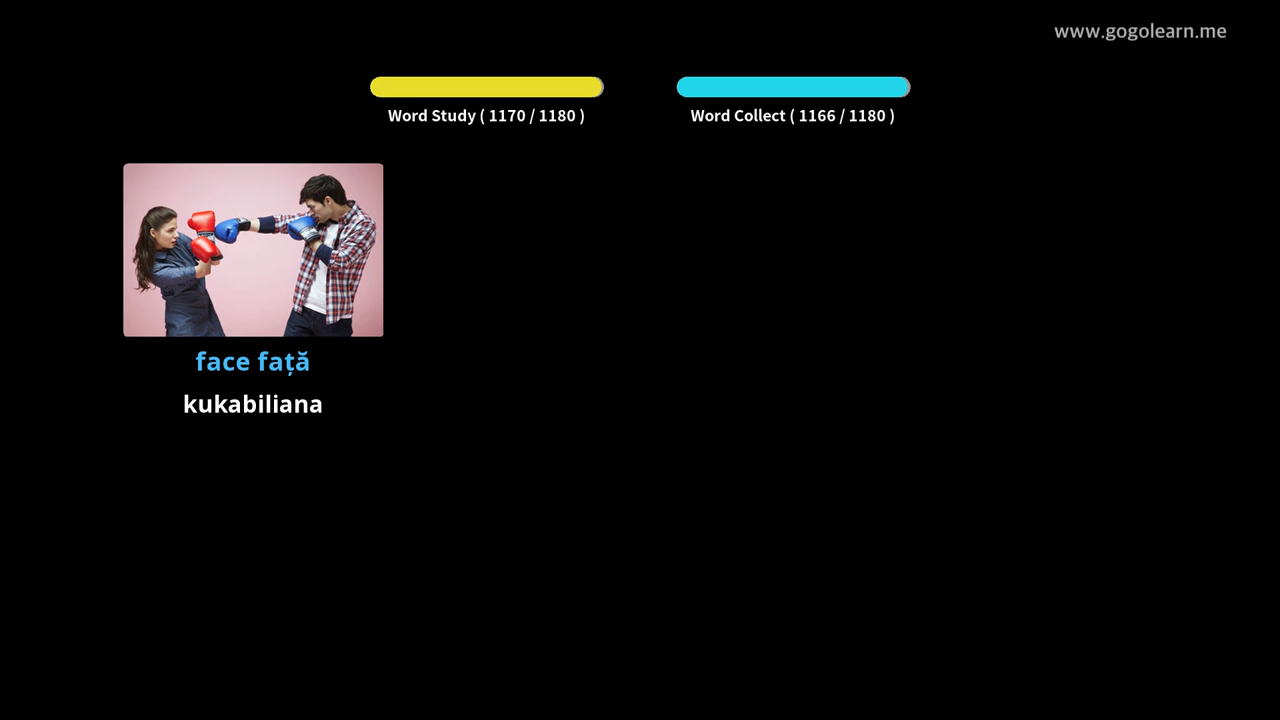 www.gogolearn.me
Word Study ( 1170 / 1180 )
Word Collect ( 1166 / 1180 )
face față
kukabiliana